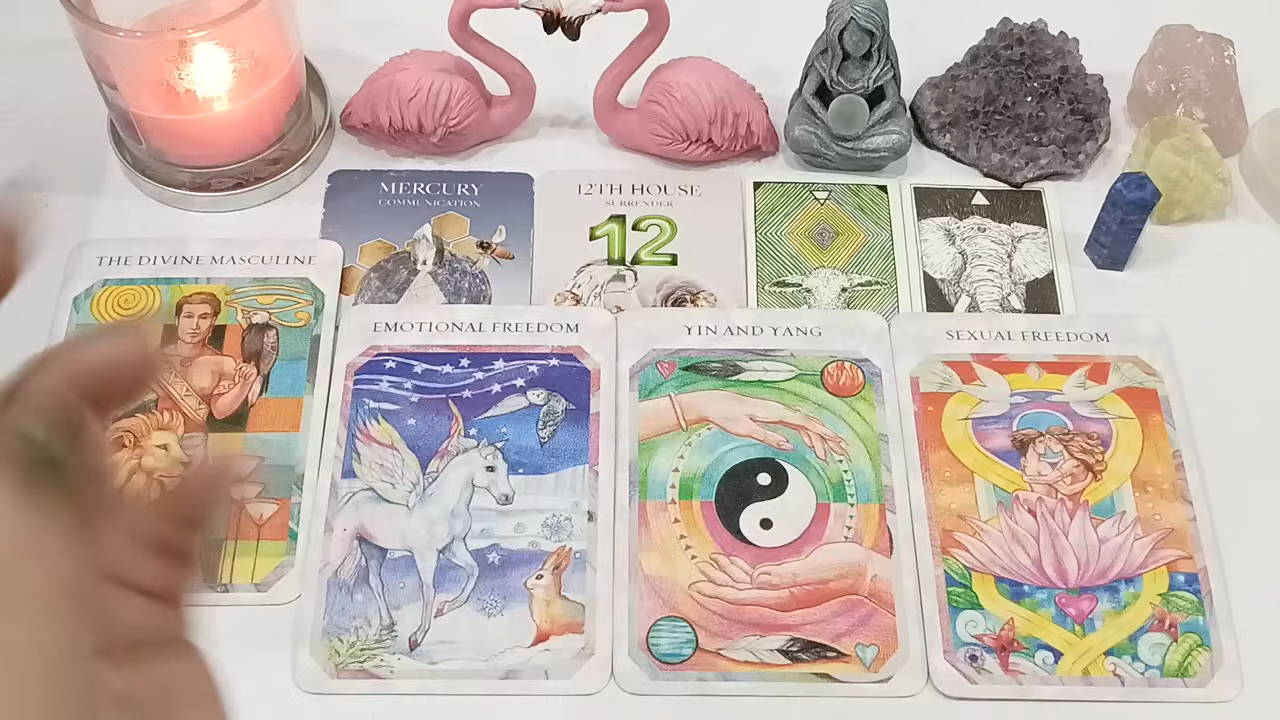 MERCURY
COMMUNICATION
12TH HOUSE
SURRENDER
12
THE DIVINE MASCULINE
EMOTIONAL FREEDOM
YIN AND YANG
SEXUAL FREEDOM